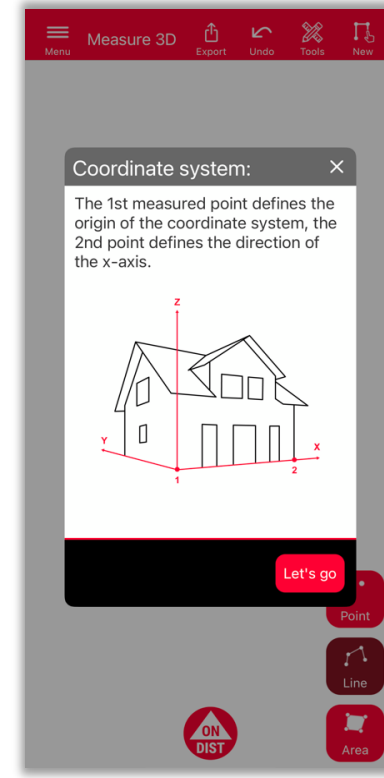 Menu
Measure 3D
Export
Undo
Tools
New
Coordinate system:
The 1st measured point defines the
origin of the coordinate system, the
2nd point defines the direction of
the x-axis.
Z
Y
X
1
2
Let's go
Point
Line
ON
DIST
Area